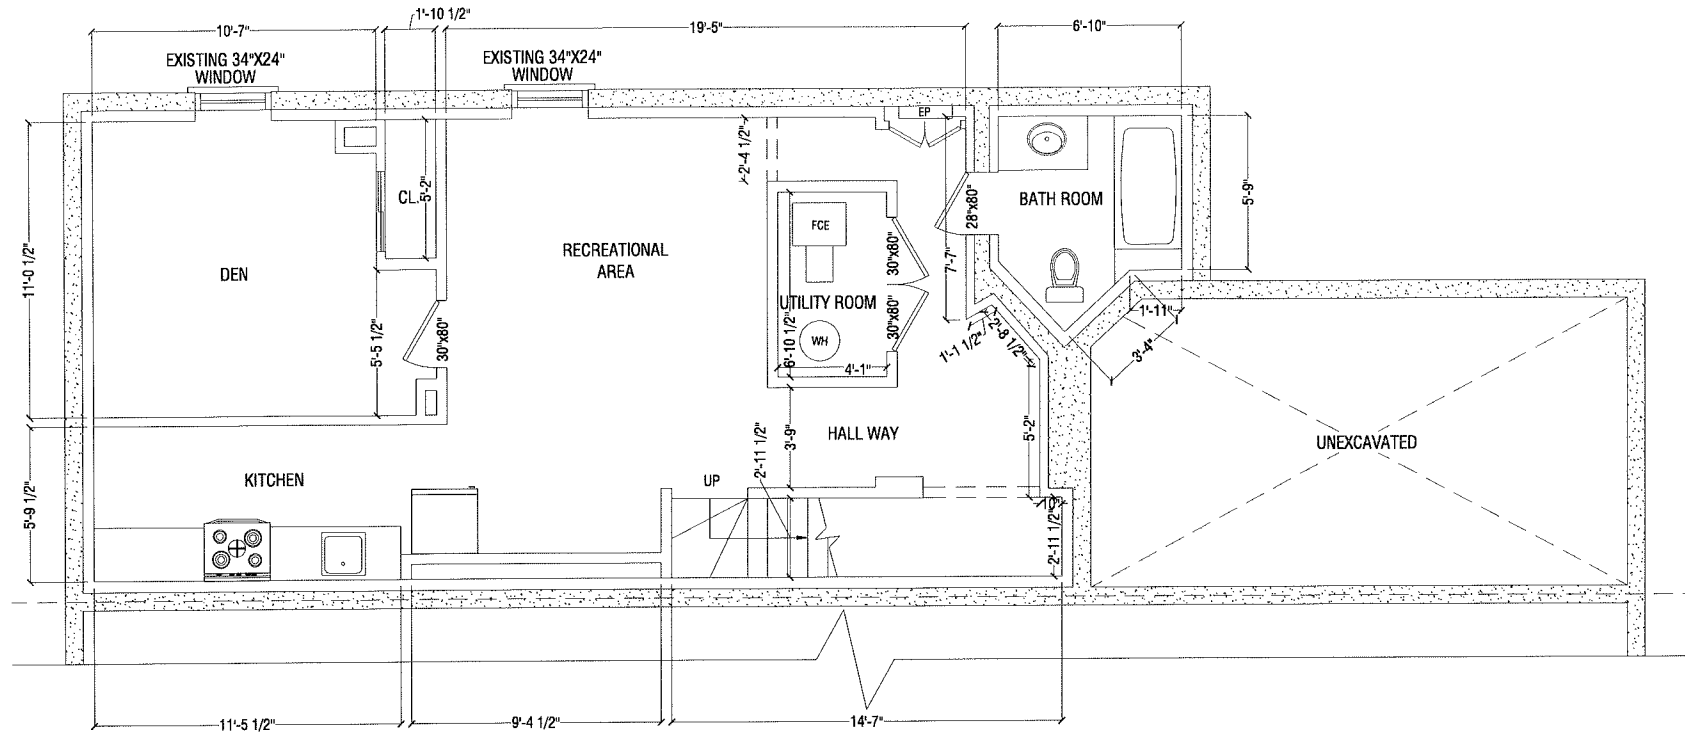 1'-10 1/2"
10'-7"
19'-5"
6'-10"
EXISTING 34"X24"
WINDOW
EXISTING 34"X24"
WINDOW
EP
2'-4 1/2"
5'-2"
CL.
28"x80"
BATH ROOM
5'-9"
FCE
RECREATIONAL
AREA
DEN
11'-0 1/2"
30"x80"
7'-7"
UTILITY ROOM
30"x80"
1'-11"
2'-8 1/2"
1'-1 1/2"
3'-4"
5'-5 1/2"
30"x80"
6'-10 1/2"
WH
4'-1"
HALL WAY
3'-9"
2'-11 1/2"
5'-2"
UNEXCAVATED
KITCHEN
UP
5'-9 1/2"
10"
2'-11 1/2"
11'-5 1/2"
9'-4 1/2"
14'-7"